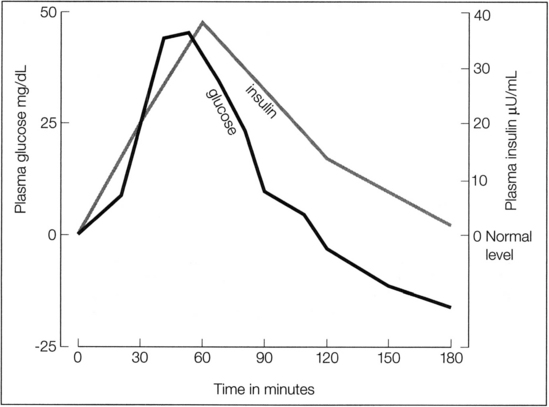 50
25
0
-25
Plasma glucose mg/dL
40
30
20
10
0 Normal
level
Plasma insulin µU/mL
insulin
glucose
0
30
60
90
120
150
180
Time in minutes